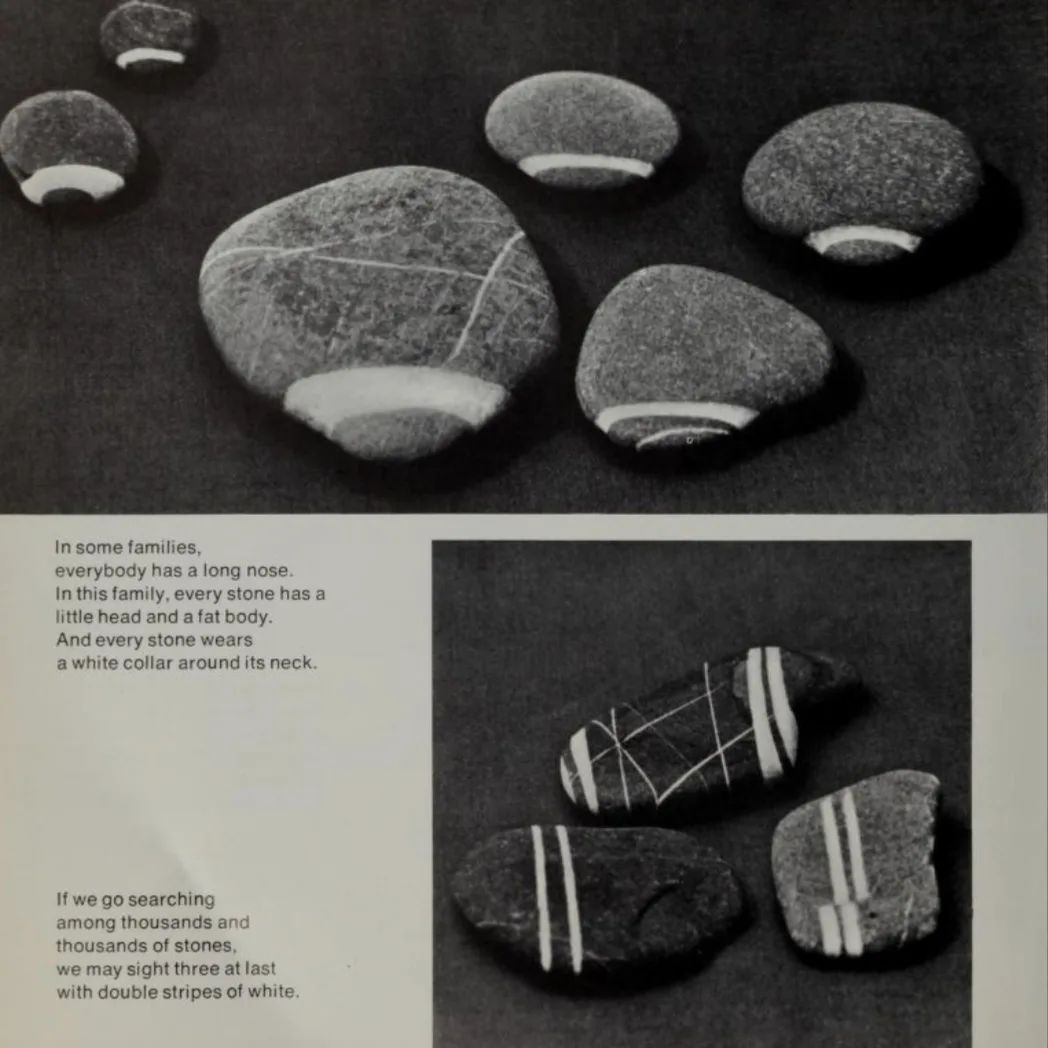 In some families,
everybody has a long nose.
In this family, every stone has a
little head and a fat body.
And every stone wears
a white collar around its neck.
If we go searching
among thousands and
thousands of stones,
we may sight three at last
with double stripes of white.